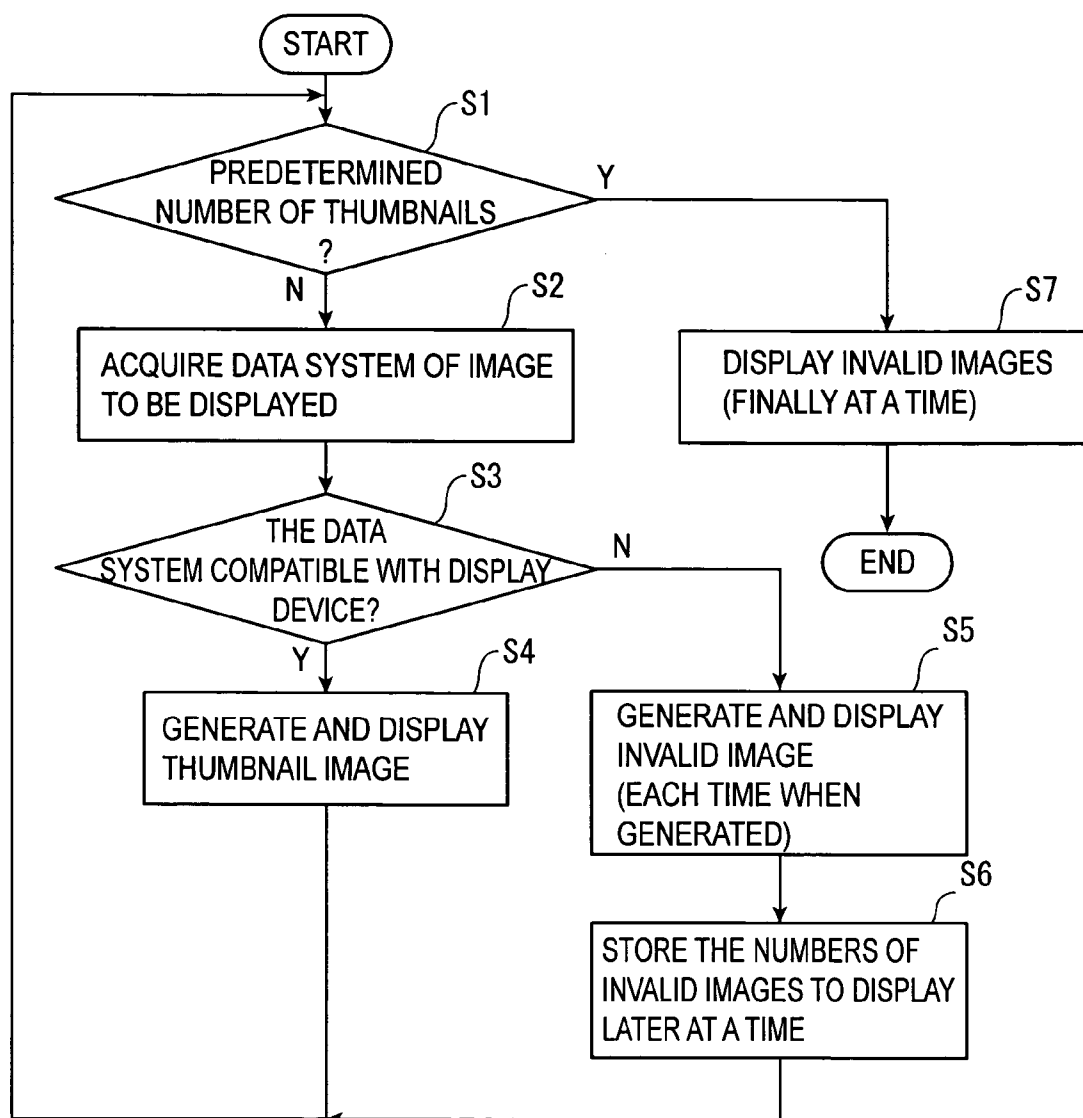 START
S1
PREDETERMINED
NUMBER OF THUMBNAILS
?
Y
N
S2
ACQUIRE DATA SYSTEM OF IMAGE
TO BE DISPLAYED
S7
DISPLAY INVALID IMAGES
(FINALLY AT A TIME)
END
S3
THE DATA
SYSTEM COMPATIBLE WITH DISPLAY
DEVICE?
N
Y
S4
GENERATE AND DISPLAY
THUMBNAIL IMAGE
S5
GENERATE AND DISPLAY
INVALID IMAGE
(EACH TIME WHEN
GENERATED)
S6
STORE THE NUMBERS OF
INVALID IMAGES TO DISPLAY
LATER AT A TIME